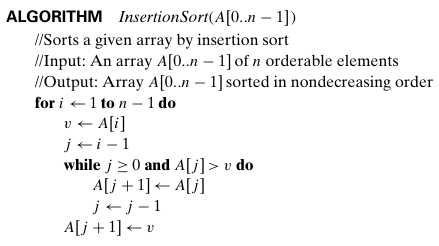 ALGORITHM InsertionSort(A[0..n − 1])
//Sorts a given array by insertion sort
//Input: An array A[0..n − 1] of n orderable elements
//Output: Array A[0..n − 1] sorted in nondecreasing order
for i ← 1 to n − 1 do
v ← A[i]
j ← i − 1
while j ≥ 0 and A[j] > v do
A[j + 1] ← A[j]
j ← j − 1
A[j + 1] ← v